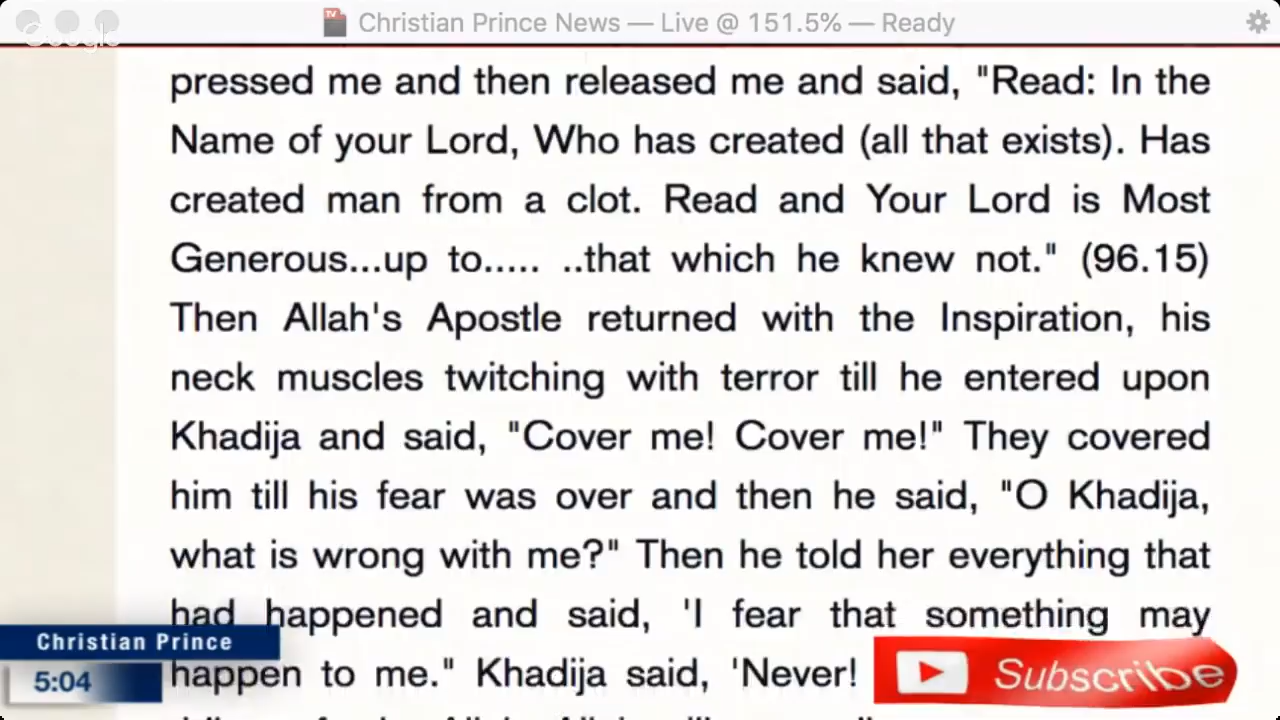 Christian Prince News — Live @ 151.5% — Ready
Google
pressed me and then released me and said, "Read: In the
Name of your Lord, Who has created (all that exists). Has
created man from a clot. Read and Your Lord is Most
Generous...up to..... ..that which he knew not." (96.15)
Then Allah's Apostle returned with the Inspiration, his
neck muscles twitching with terror till he entered upon
Khadija and said, "Cover me! Cover me!" They covered
him till his fear was over and then he said, "O Khadija,
what is wrong with me?" Then he told her everything that
had happened and said, 'I fear that something may
happen to me." Khadija said, 'Never!
Christian Prince
5:04
Subscribe